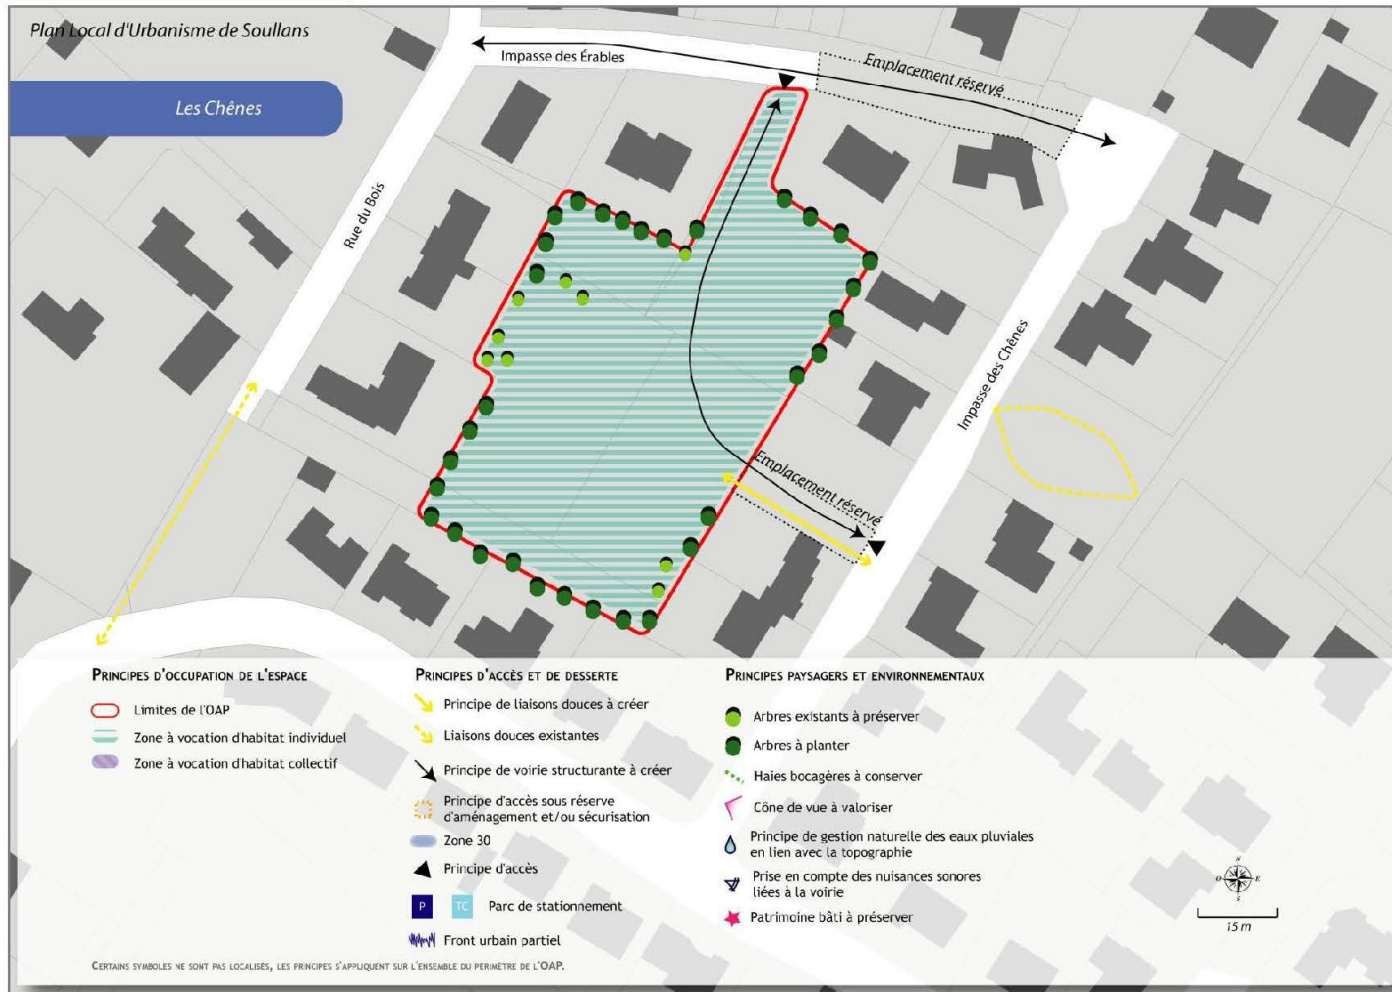 Plan Local d'Urbanisme de Soullans
Les Chênes
Impasse des Érables
Emplacement réservé
Rue du Bois
Impasse des Chênes
Emplacement réservé
PRINCIPES D'OCCUPATION DE L'ESPACE
Limites de l'OAP
Zone à vocation d'habitat individuel
Zone à vocation d'habitat collectif
PRINCIPES D'ACCÈS ET DE DESSERTE
Principe de liaisons douces à créer
Liaisons douces existantes
Principe de voirie structurante à créer
Principe d'accès sous réserve
d'aménagement et/ou sécurisation
Zone 30
Principe d'accès
P TC Parc de stationnement
Front urbain partiel
PRINCIPES PAYSAGERS ET ENVIRONNEMENTAUX
Arbres existants à préserver
Arbres à planter
Haies bocagères à conserver
Cône de vue à valoriser
Principe de gestion naturelle des eaux pluviales
en lien avec la topographie
Prise en compte des nuisances sonores
liées à la voirie
Patrimoine bâti à préserver
N
O E
S
15 m
CERTAINS SYMBOLES NE SONT PAS LOCALISÉS, LES PRINCIPES S'APPLIQUENT SUR L'ENSEMBLE DU PERIMÈTRE DE L'OAP.